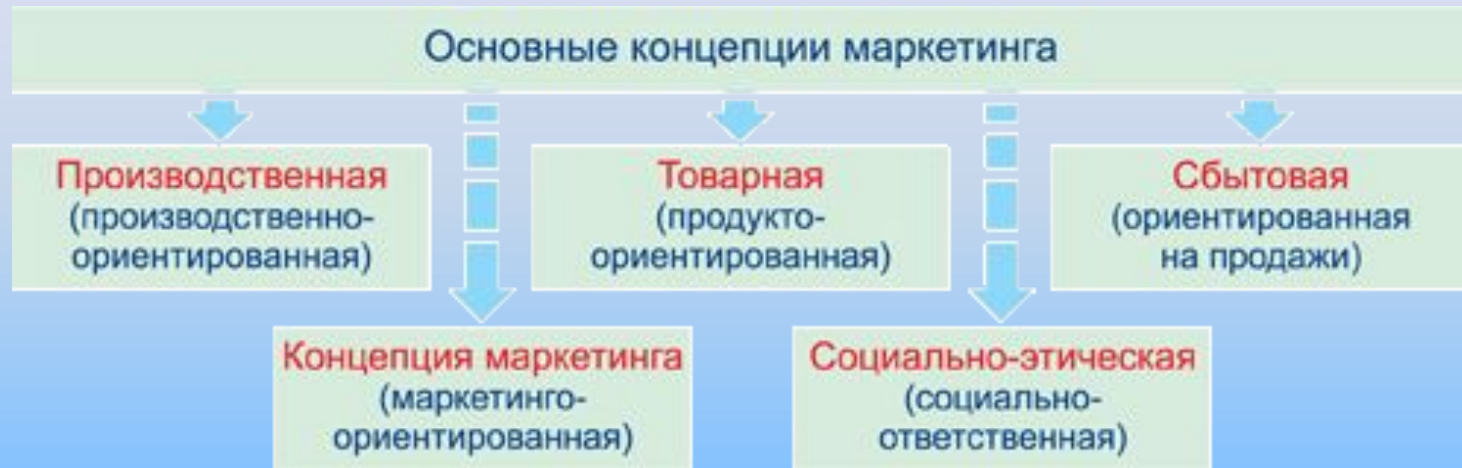 Основные концепции маркетинга
Производственная
(производственно-
ориентированная)
Товарная
(продукто-
ориентированная)
Сбытовая
(ориентированная
на продажи)
Концепция маркетинга
(маркетинго-
ориентированная)
Социально-этическая
(социально-
ответственная)